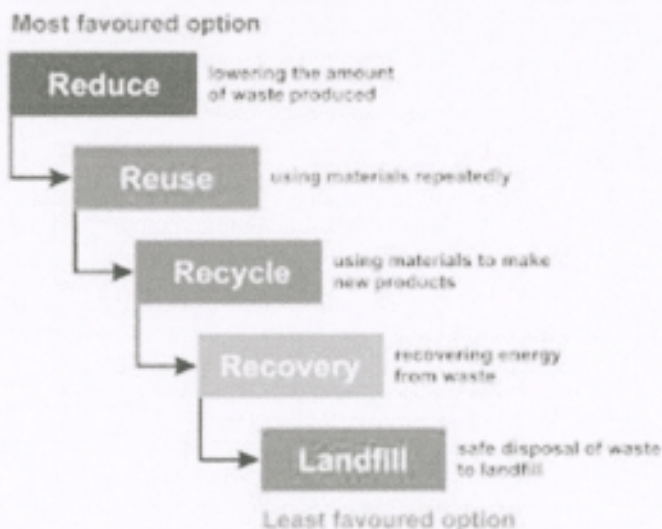 Most favoured option
Reduce
lowering the amount
of waste produced
Reuse
using materials repeatedly
Recycle
using materials to make
new products
Recovery
recovering energy
from waste
Landfill
safe disposal of waste
to landfill
Least favoured option